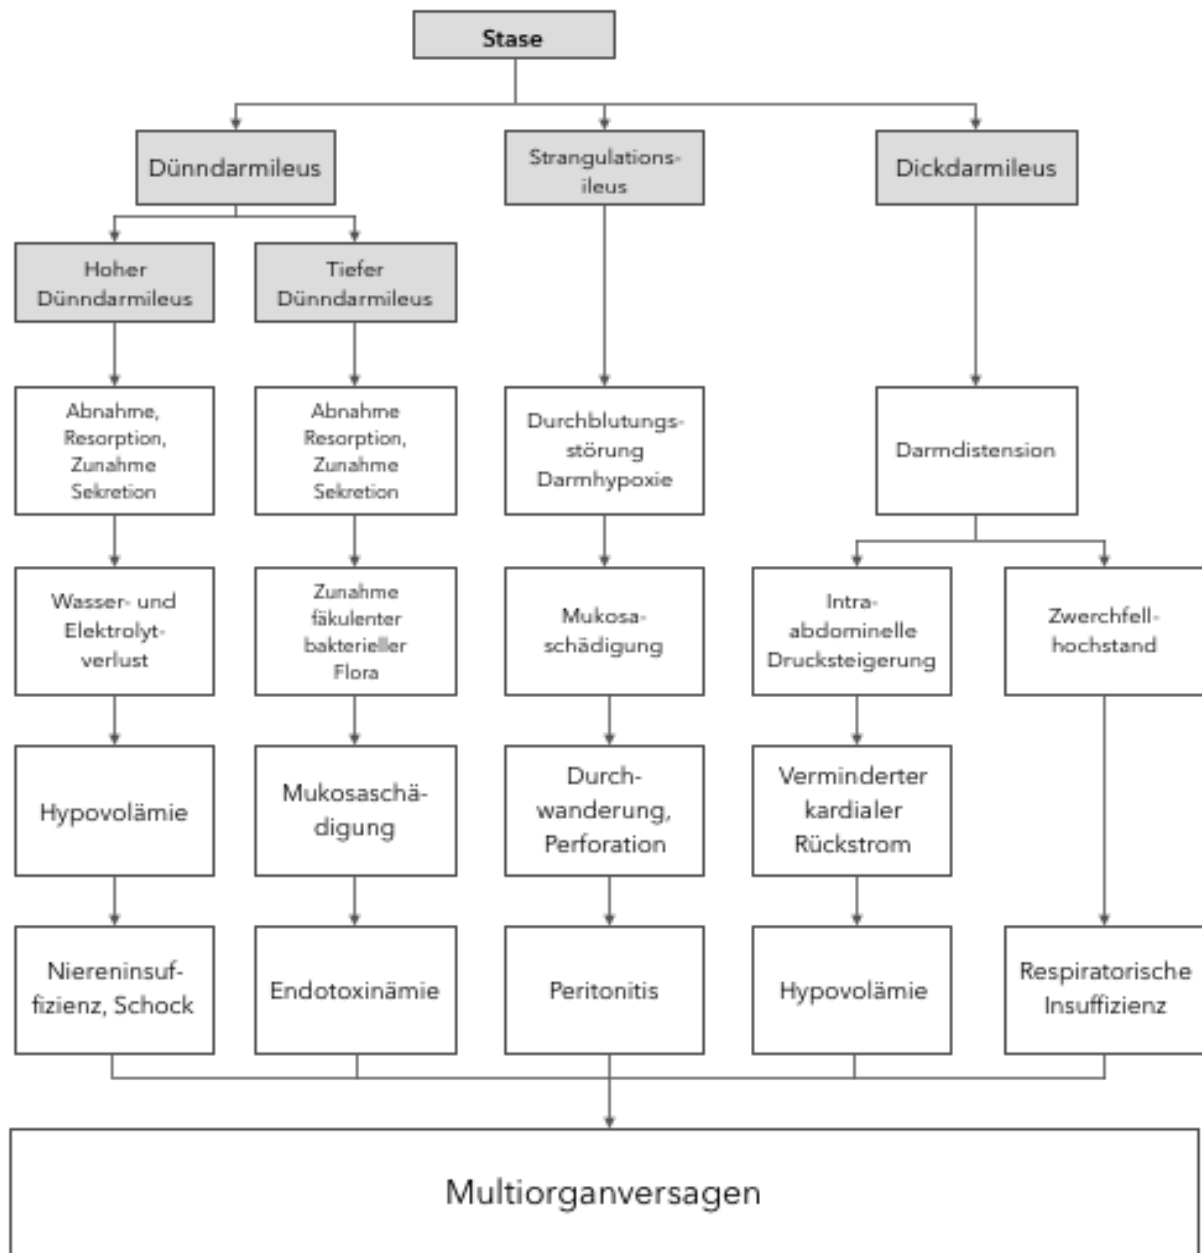 Stase
Dünndarmileus
Strangulations-
ileus
Dickdarmileus
Hoher
Dünndarmileus
Tiefer
Dünndarmileus
Abnahme,
Resorption,
Zunahme
Sekretion
Abnahme
Resorption,
Zunahme
Sekretion
Durchblutungs-
störung
Darmhypoxie
Darmdistension
Wasser- und
Elektrolyt-
verlust
Zunahme
fäkulenter
bakterieller
Flora
Mukosa-
schädigung
Intra-
abdominelle
Drucksteigerung
Zwerchfell-
hochstand
Hypovolämie
Mukosaschä-
digung
Durch-
wanderung,
Perforation
Verminderter
kardialer
Rückstrom
Niereninsuf-
fizienz, Schock
Endotoxinämie
Peritonitis
Hypovolämie
Respiratorische
Insuffizienz
Multiorganversagen